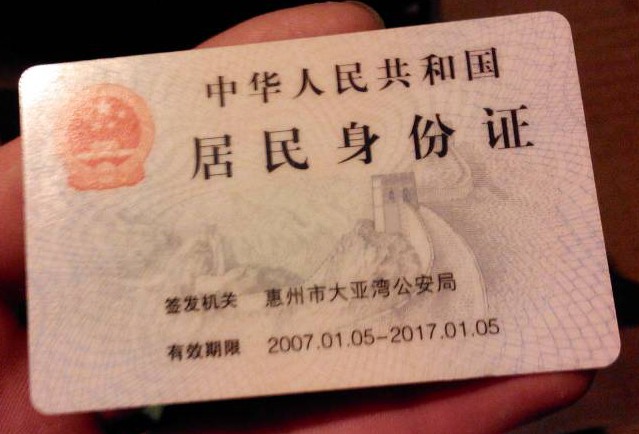 中华人民共和国
居民身份证
签发机关 惠州市大亚湾公安局
有效期限 2007.01.05-2017.01.05